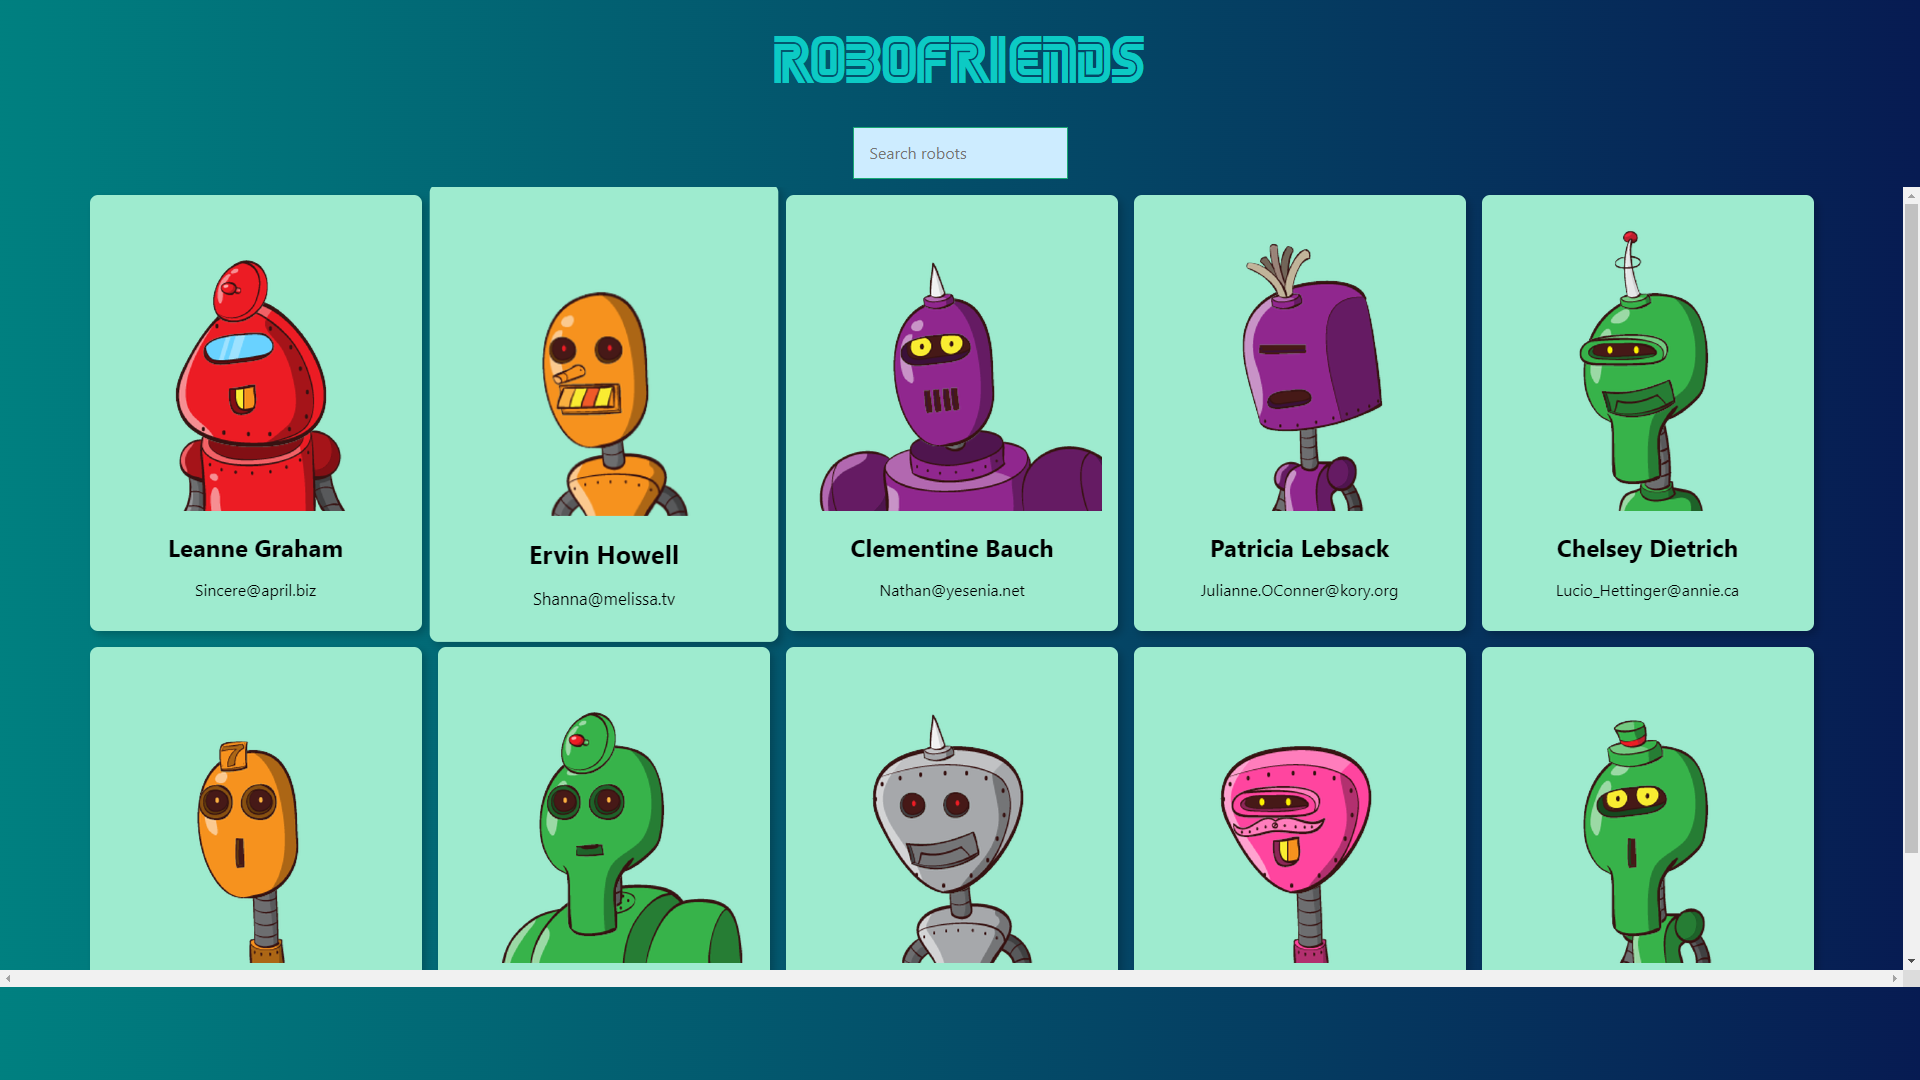 ROBOFRIENDS
Search robots
Leanne Graham
Sincere@april.biz
Ervin Howell
Shanna@melissa.tv
Clementine Bauch
Nathan@yesenia.net
Patricia Lebsack
Julianne.OConner@kory.org
Chelsey Dietrich
Lucio_Hettinger@annie.ca
7